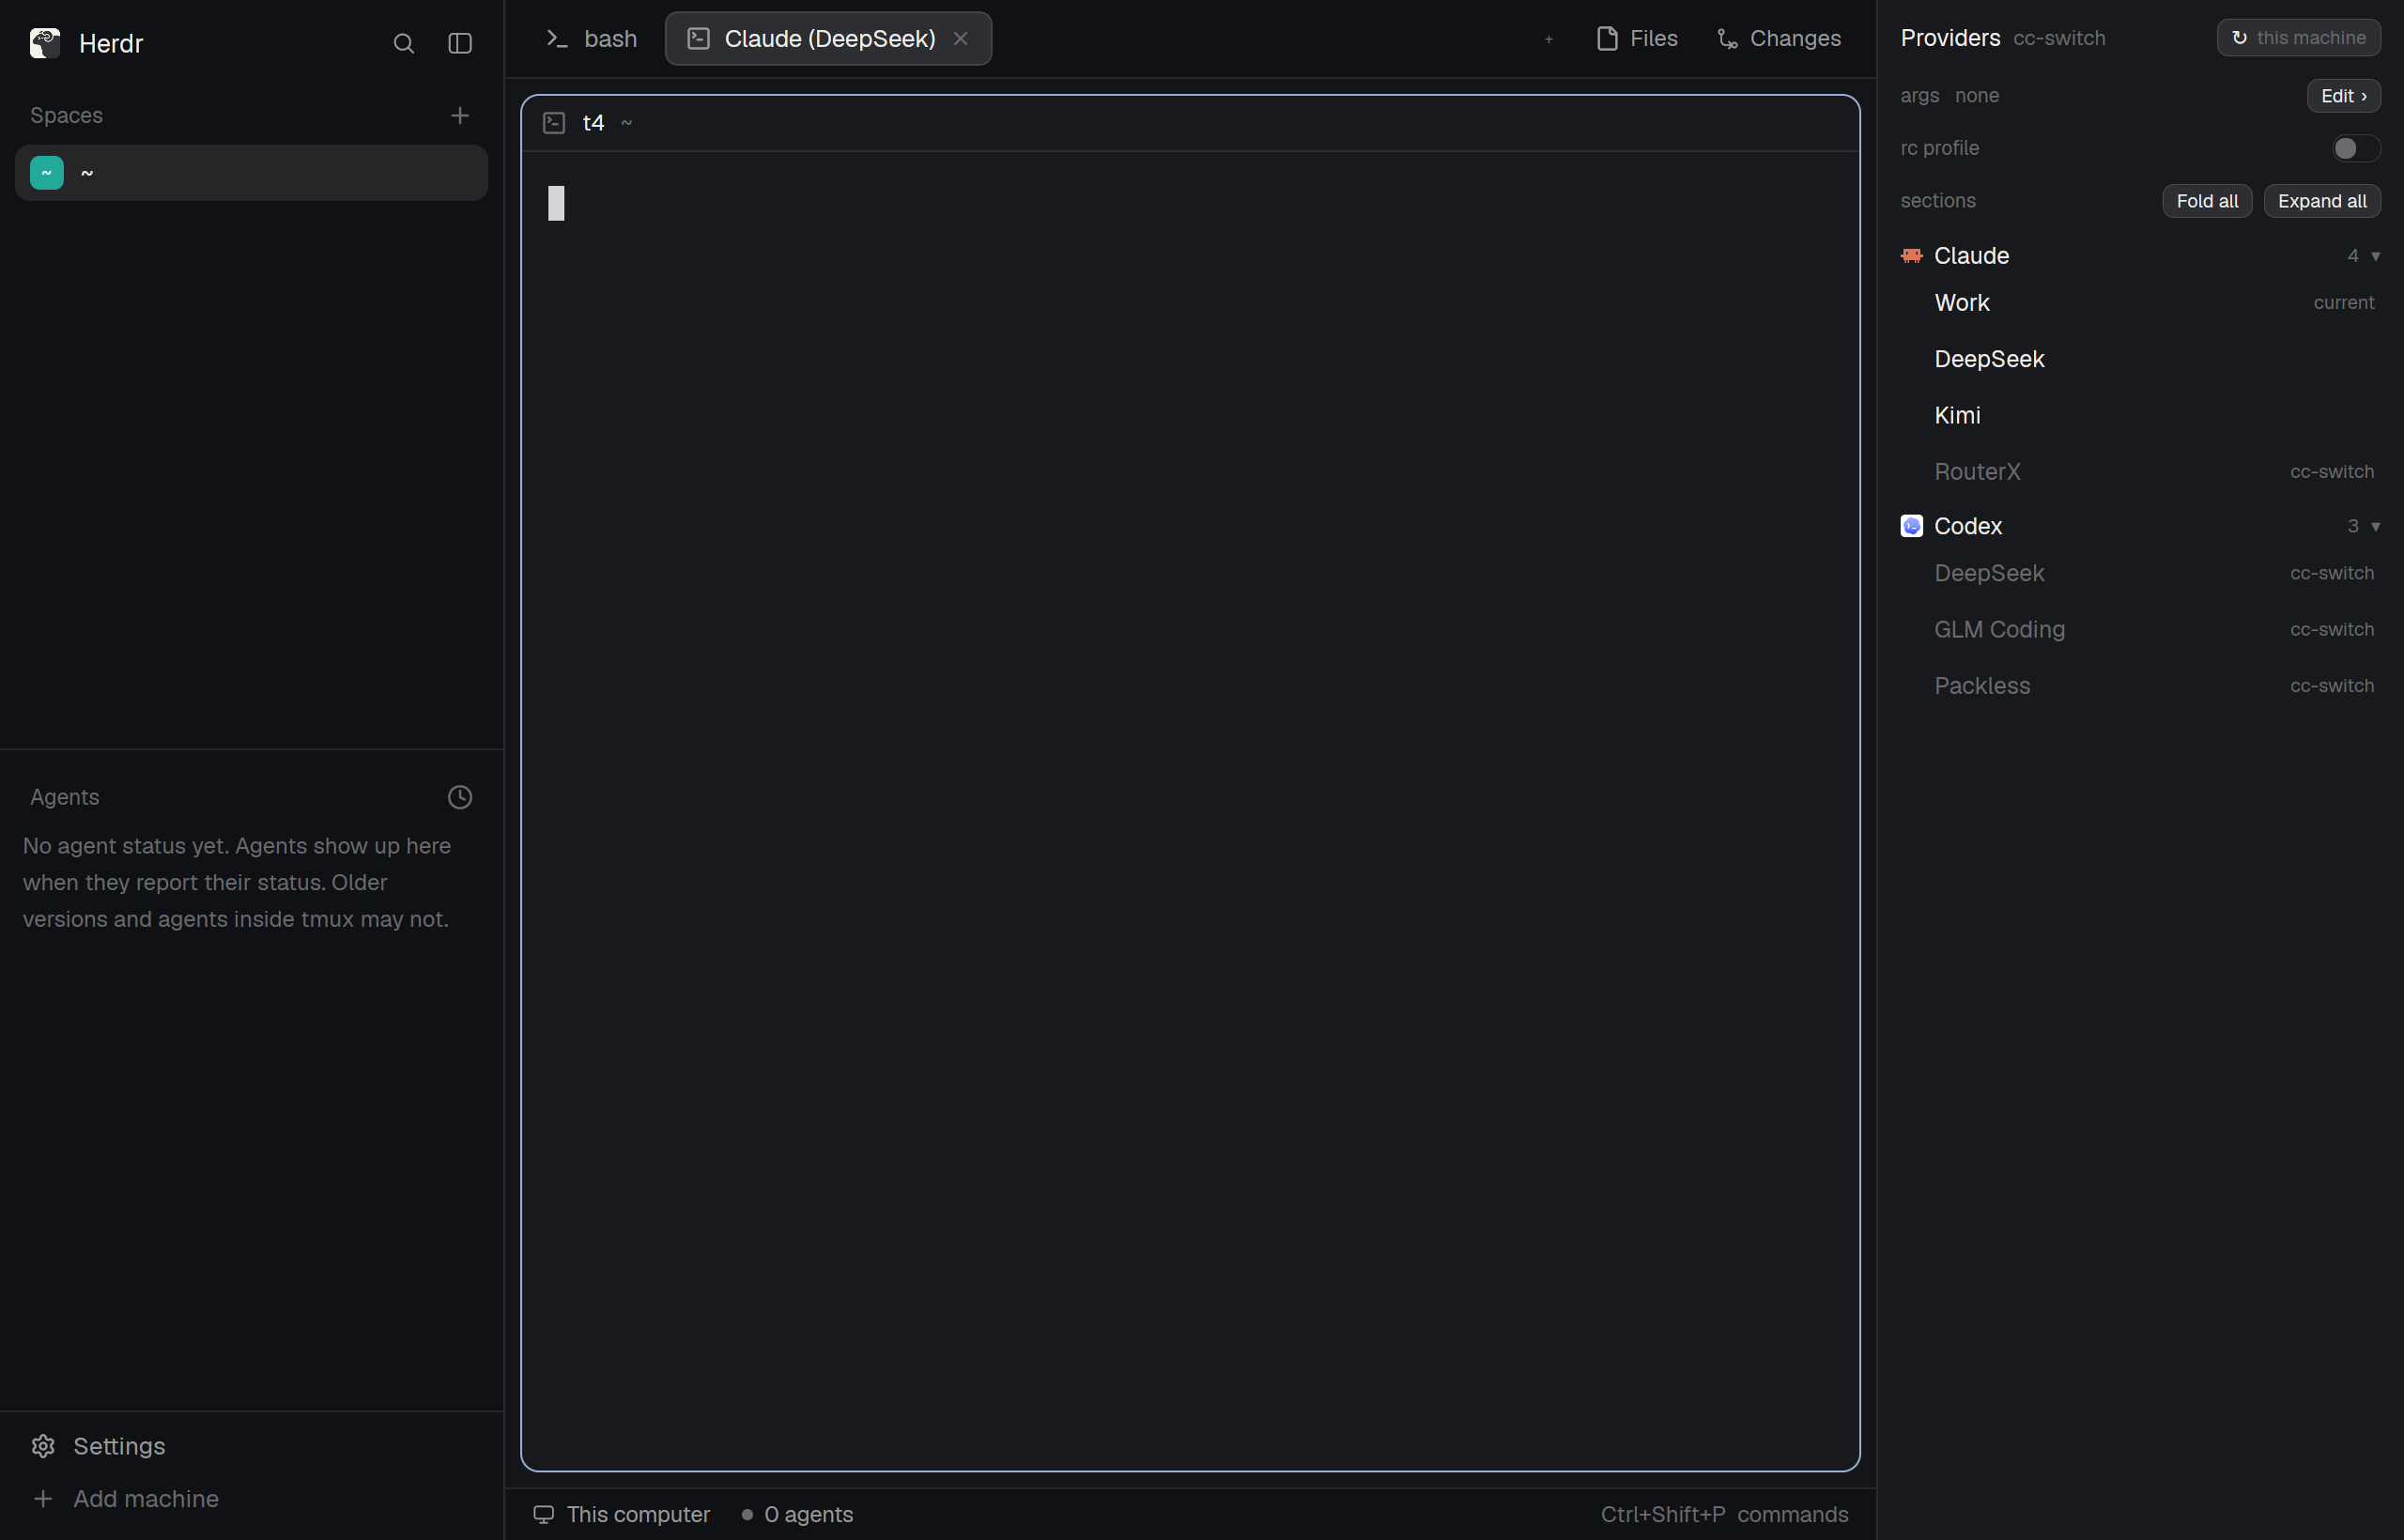 Herdr
Spaces
~ ~
Agents
No agent status yet. Agents show up here
when they report their status. Older
versions and agents inside tmux may not.
Settings
Add machine
bash
Claude (DeepSeek)
Files
Changes
t4 ~
This computer
0 agents
Ctrl+Shift+P commands
Providers cc-switch
this machine
args none
Edit ›
rc profile
sections
Fold all
Expand all
Claude 4
Work current
DeepSeek
Kimi
RouterX cc-switch
Codex 3
DeepSeek cc-switch
GLM Coding cc-switch
Packless cc-switch